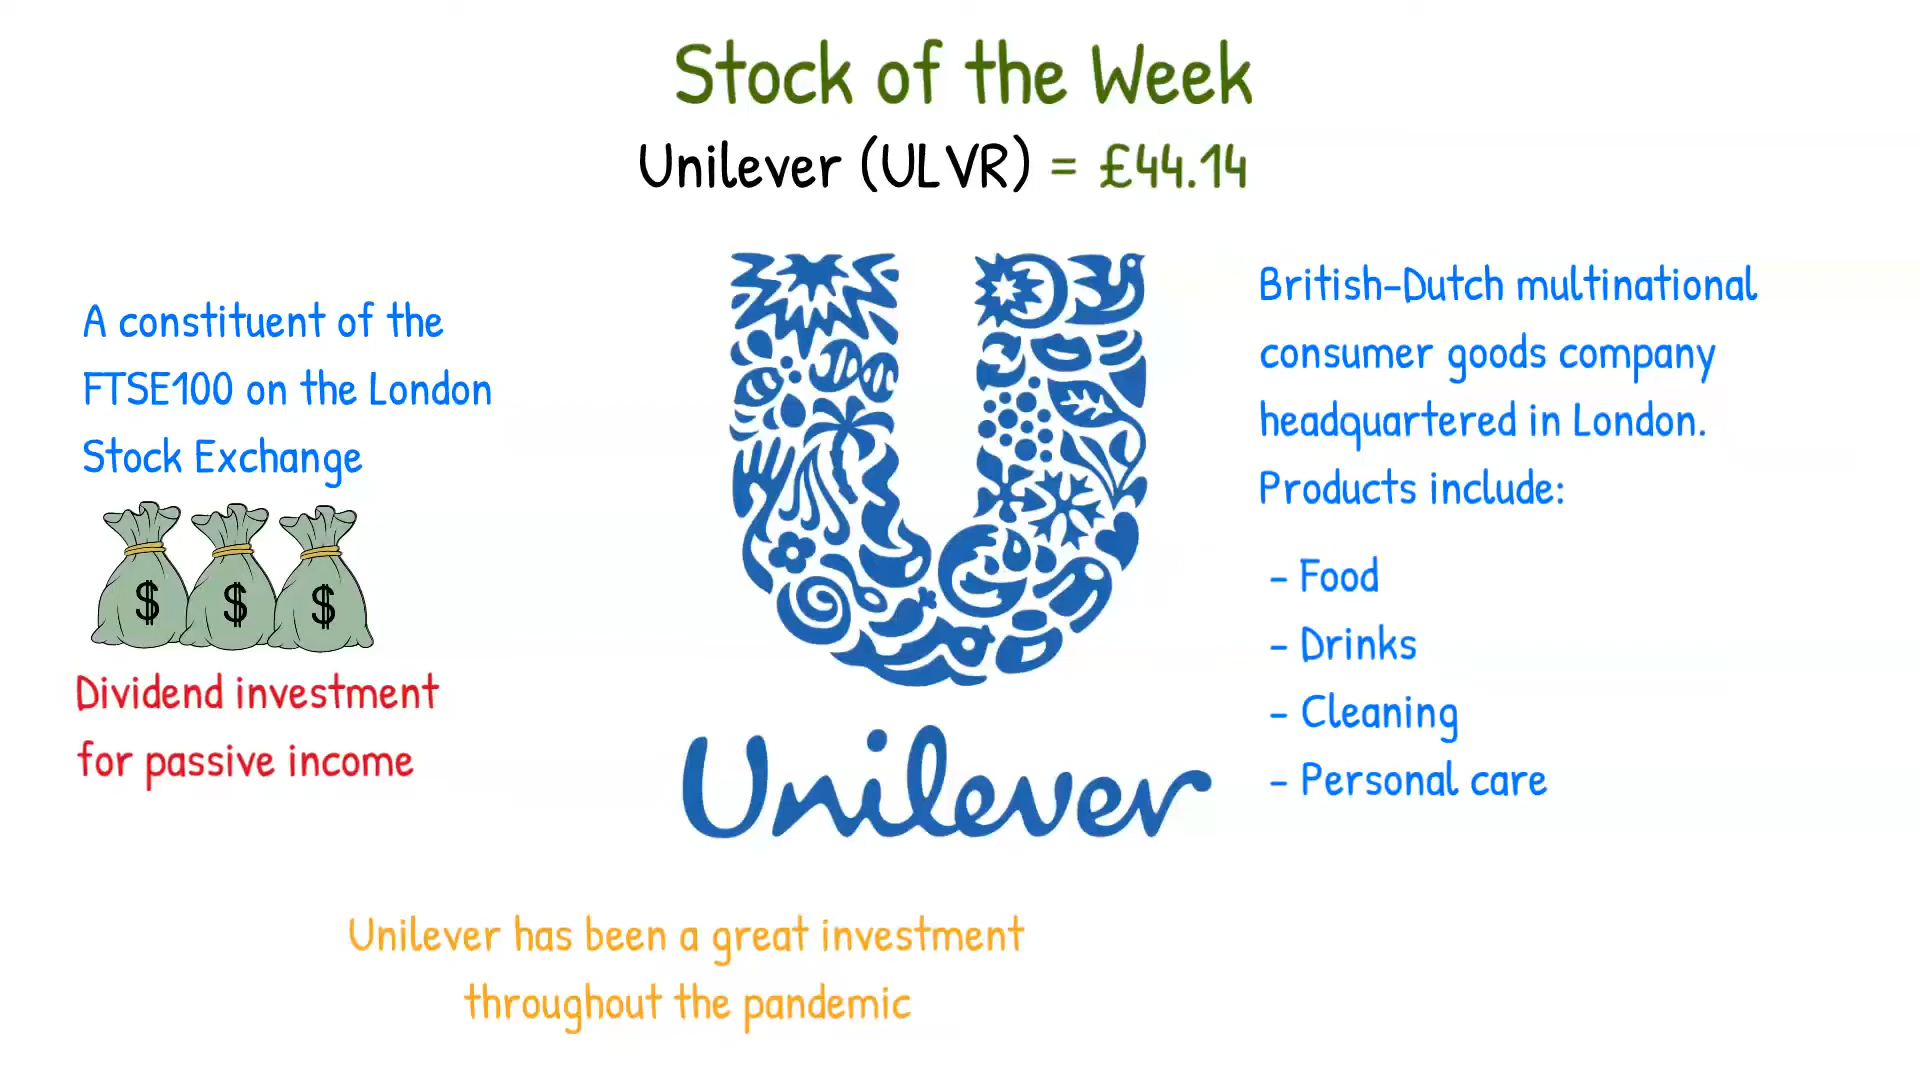 Stock of the Week
Unilever (ULVR) = £44.14
A constituent of the
FTSE100 on the London
Stock Exchange
$ $ $
Dividend investment
for passive income
Unilever
British-Dutch multinational
consumer goods company
headquartered in London.
Products include:
- Food
- Drinks
- Cleaning
- Personal care
Unilever has been a great investment
throughout the pandemic